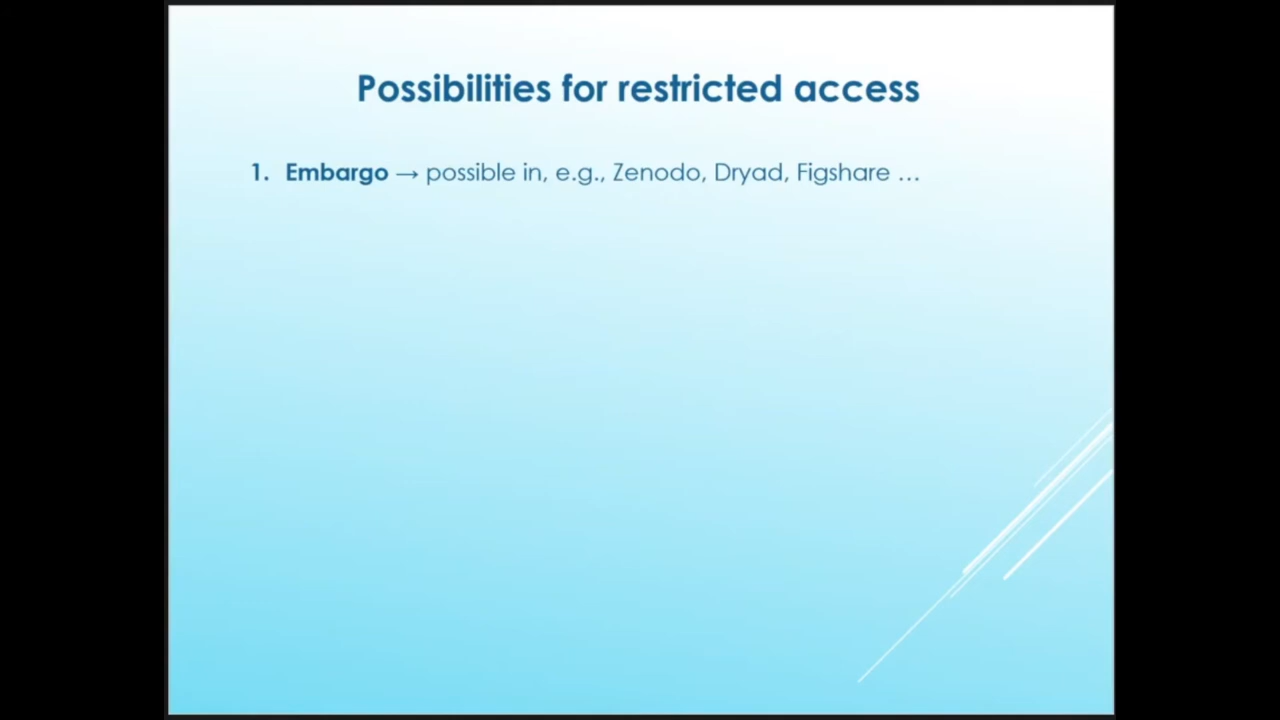 Possibilities for restricted access
1. Embargo → possible in, e.g., Zenodo, Dryad, Figshare …